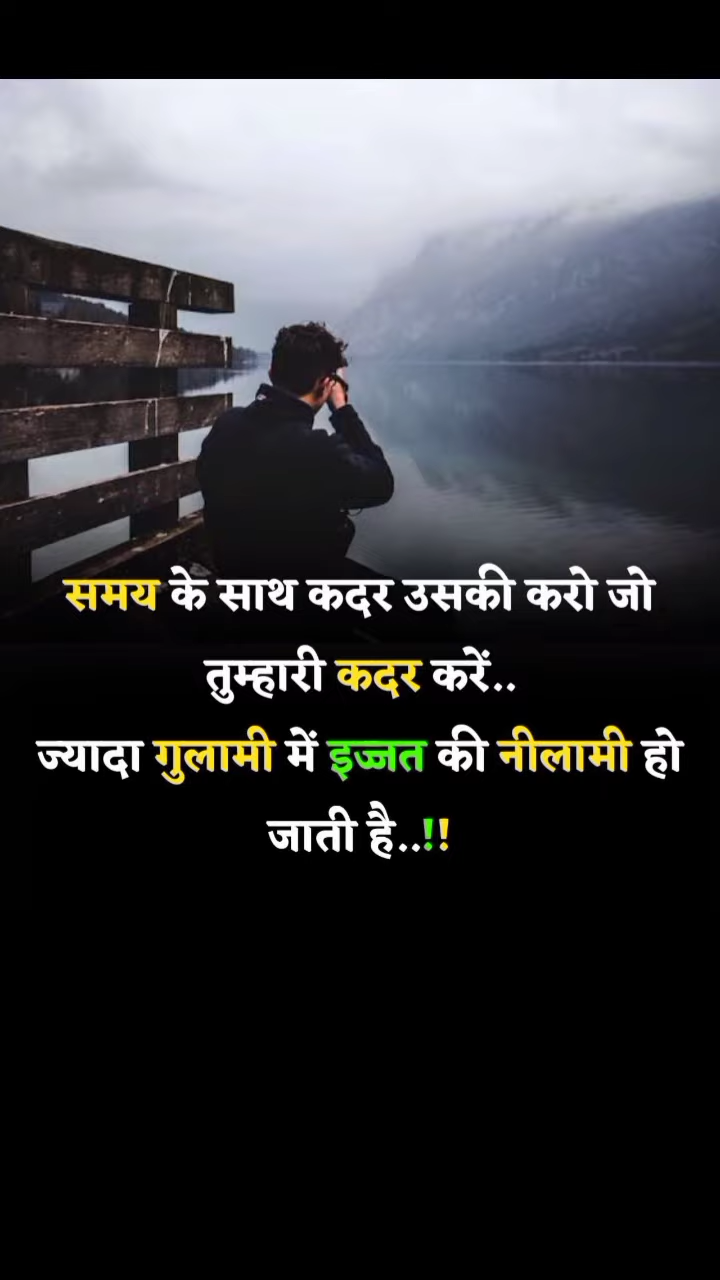 समय के साथ कदर उसकी करो जो
तुम्हारी कदर करें..
ज्यादा गुलामी में इज्जत की नीलामी हो
जाती है..!!